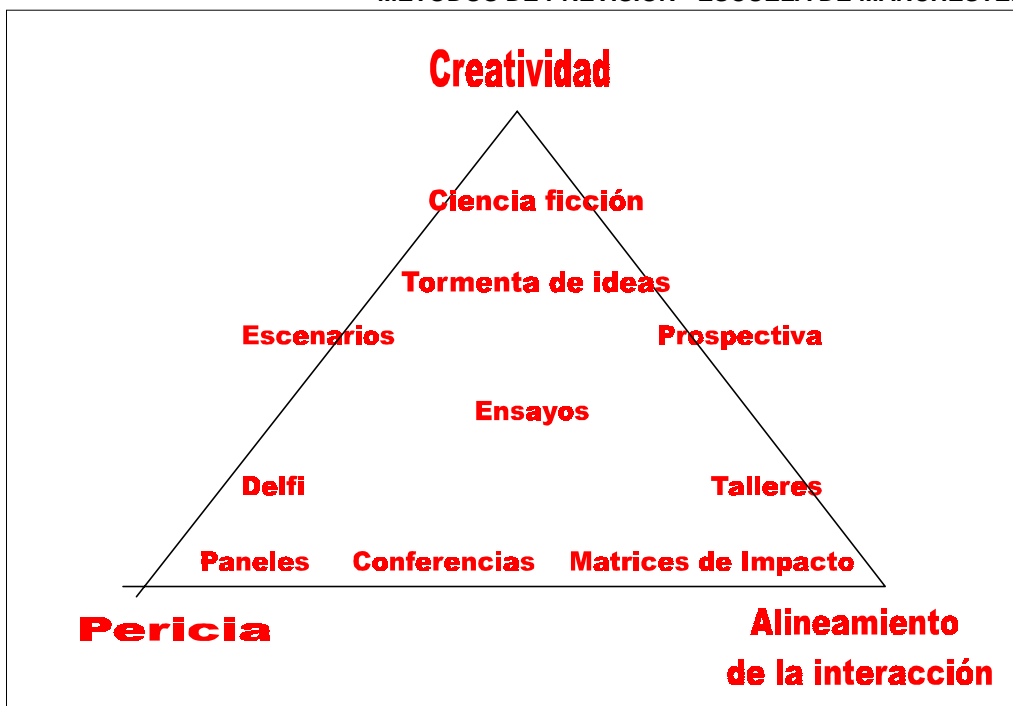 Creatividad
Ciencia ficción
Tormenta de ideas
Escenarios
Prospectiva
Ensayos
Delfi
Talleres
Paneles
Conferencias
Matrices de Impacto
Pericia
Alineamiento
de la interacción